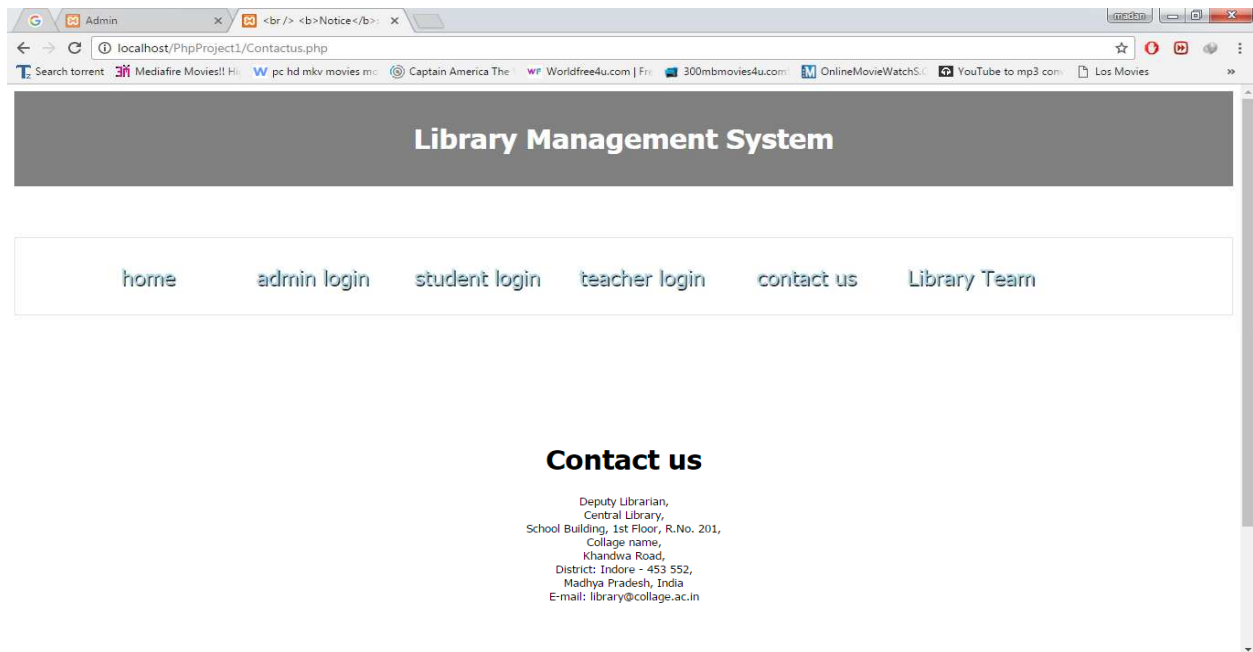 Admin
<br /> <b>Notice</b>:
madan
localhost/PhpProject1/Contactus.php
Search torrent Mediafire Movies!! Hi pc hd mkv movies mo Captain America The Worldfree4u.com | Fre 300mbmovies4u.com OnlineMovieWatchS. YouTube to mp3 con Los Movies »
Library Management System
home admin login student login teacher login contact us Library Team
Contact us
Deputy Librarian,
Central Library,
School Building, 1st Floor, R.No. 201,
Collage name,
Khandwa Road,
District: Indore - 453 552,
Madhya Pradesh, India
E-mail: library@collage.ac.in